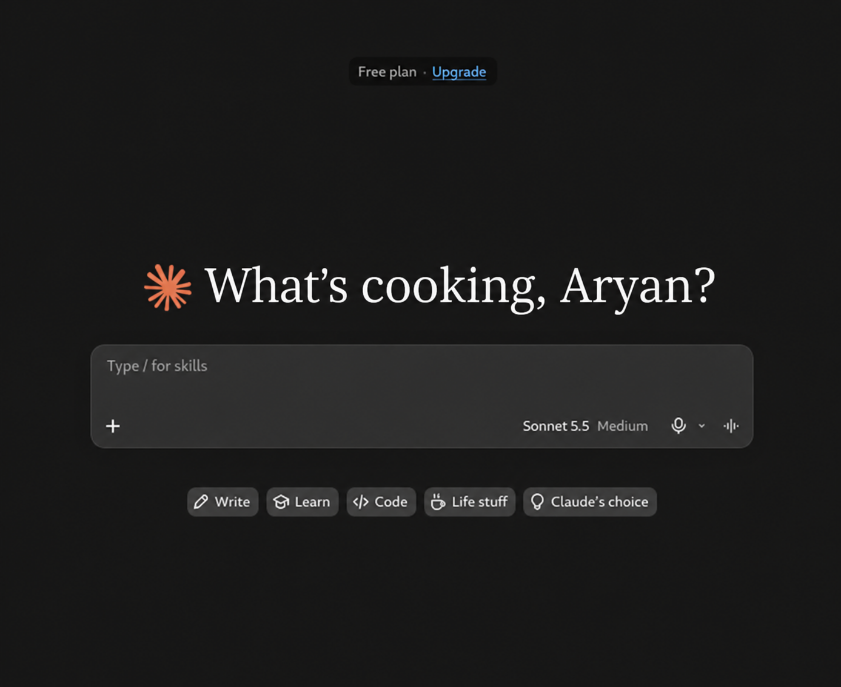 Free plan · Upgrade
What's cooking, Aryan?
Type / for skills
Sonnet 5.5 Medium
Write Learn Code Life stuff Claude's choice